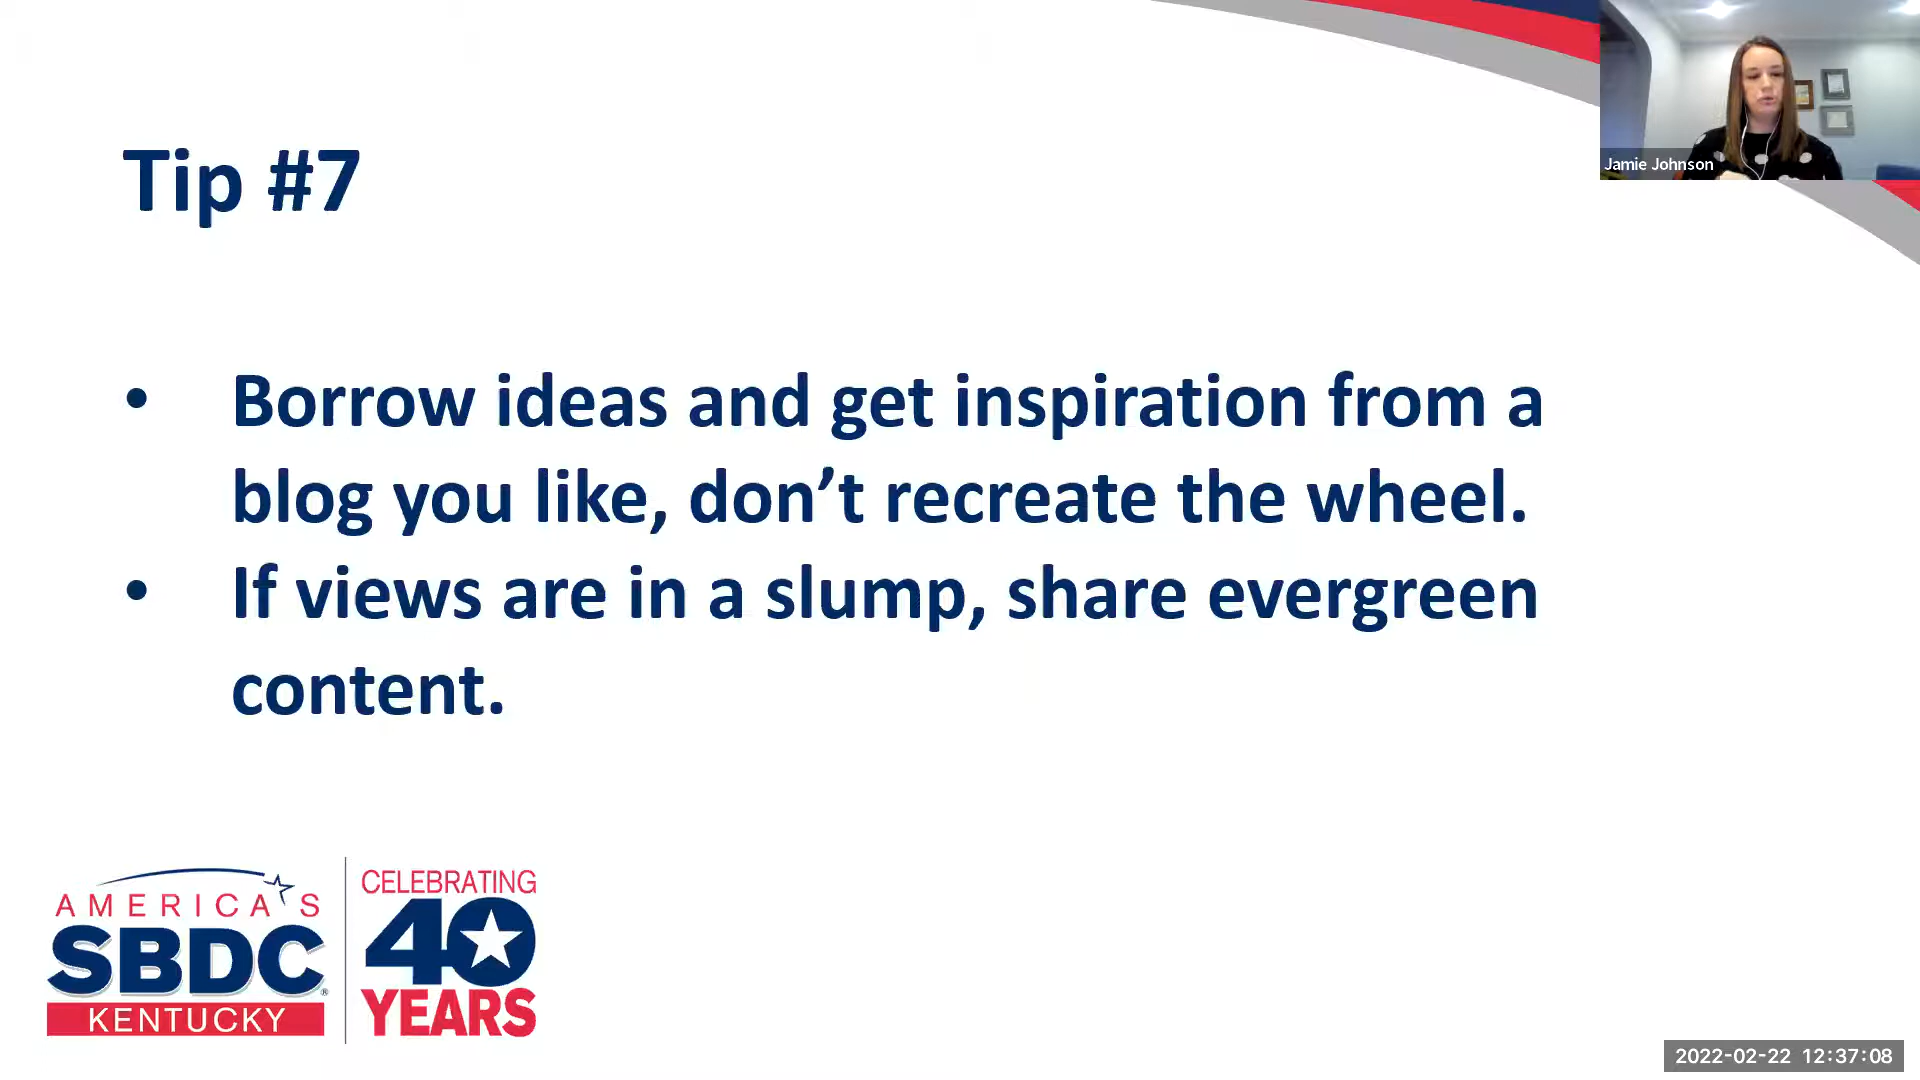 Jamie Johnson
Tip #7
• Borrow ideas and get inspiration from a
blog you like, don’t recreate the wheel.
• If views are in a slump, share evergreen
content.
AMERICA'S
SBDC®
KENTUCKY
CELEBRATING
40
YEARS
2022-02-22 12:37:08